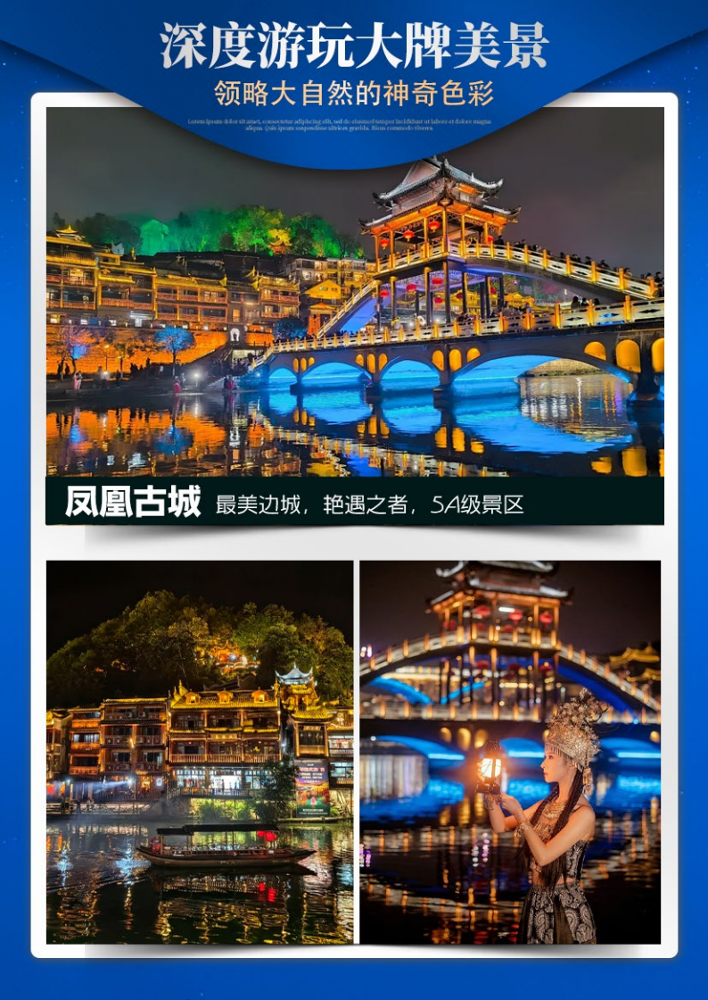 深度游玩大牌美景
领略大自然的神奇色彩
Lorem ipsum dolor sit amet, consectetur adipiscing elit, sed do eiusmod tempor incididunt ut labore et dolore magna
aliqua. Quis ipsum suspendisse ultrices gravida. Risus commodo viverra
凤凰古城 最美边城，艳遇之者，5A级景区